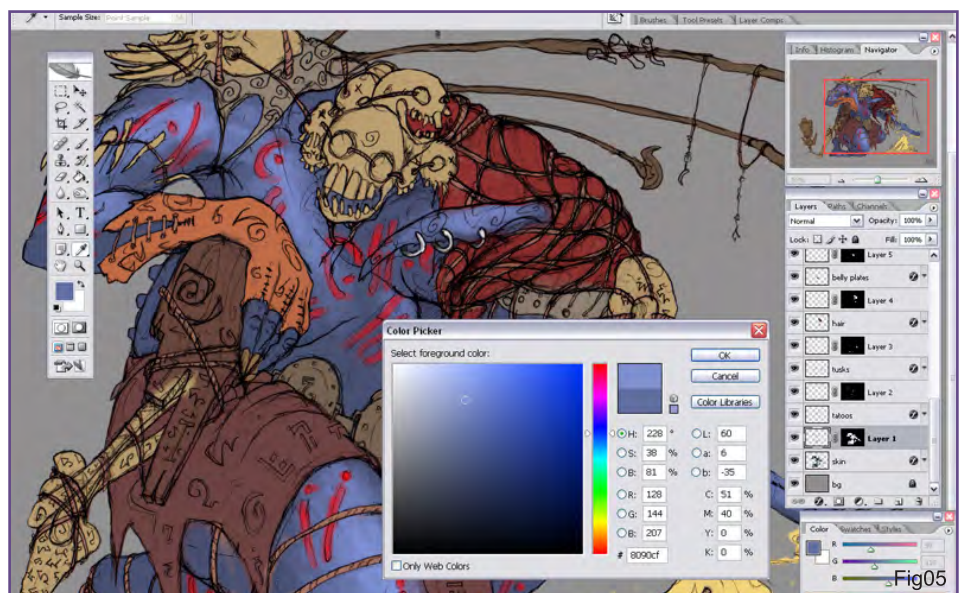 Sample Size: Point Sample
Brushes Tool Presets Layer Comps
Info Histogram Navigator
Layers Paths Channels
Normal Opacity: 100%
Lock: Fill: 100%
Layer 5
belly plates
Layer 4
hair
Layer 3
tusks
Layer 2
tatoos
Layer 1
skin
bg
T
Color Picker
Select foreground color:
OK
Cancel
Color Libraries
H: 228 °
S: 38 %
B: 81 %
R: 128
G: 144
B: 207
# 8090cf
L: 60
a: 6
b: -35
C: 51 %
M: 40 %
Y: 0 %
K: 0 %
Only Web Colors
Color Swatches Styles
R
G
B
Fig05